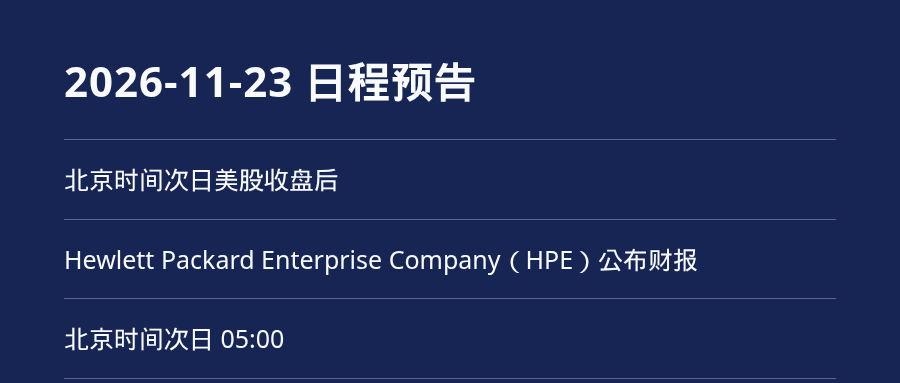 2026-11-23 日程预告
北京时间次日美股收盘后
Hewlett Packard Enterprise Company（HPE）公布财报
北京时间次日 05:00